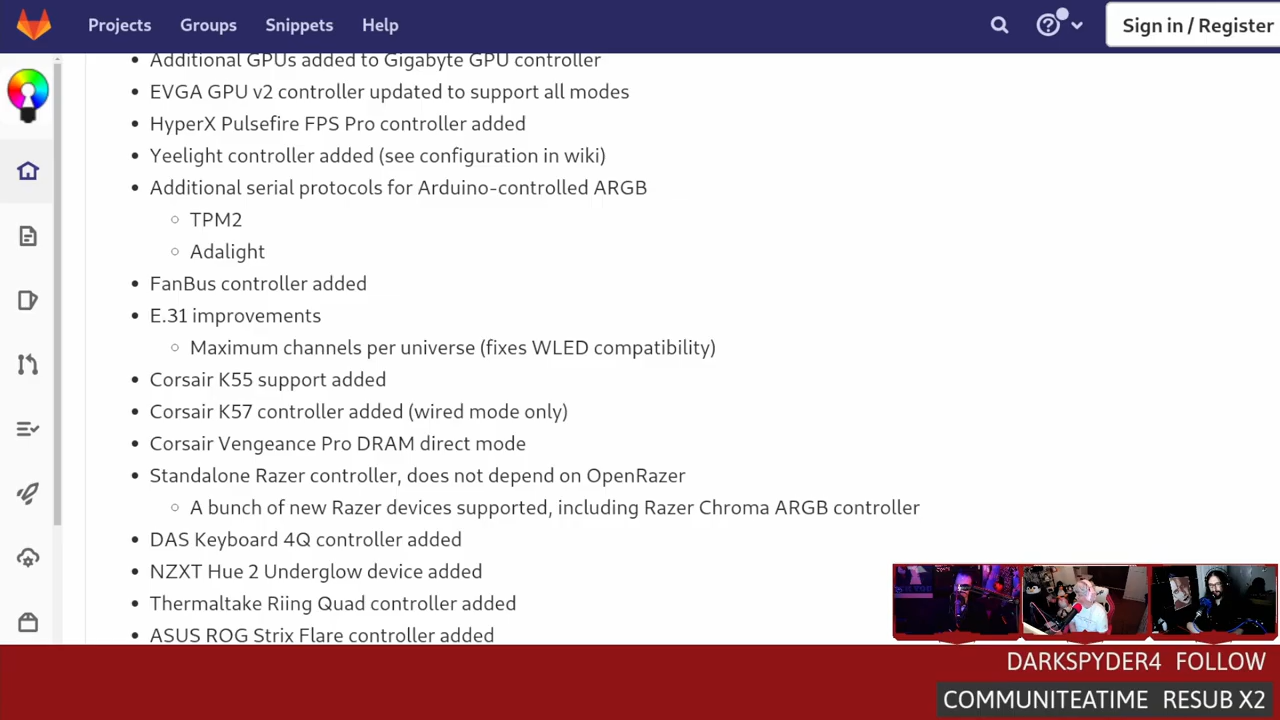 Projects Groups Snippets Help Sign in / Register
Additional GPUs added to Gigabyte GPU controller
EVGA GPU v2 controller updated to support all modes
HyperX Pulsefire FPS Pro controller added
Yeelight controller added (see configuration in wiki)
Additional serial protocols for Arduino-controlled ARGB
TPM2
Adalight
FanBus controller added
E.31 improvements
Maximum channels per universe (fixes WLED compatibility)
Corsair K55 support added
Corsair K57 controller added (wired mode only)
Corsair Vengeance Pro DRAM direct mode
Standalone Razer controller, does not depend on OpenRazer
A bunch of new Razer devices supported, including Razer Chroma ARGB controller
DAS Keyboard 4Q controller added
NZXT Hue 2 Underglow device added
Thermaltake Riing Quad controller added
ASUS ROG Strix Flare controller added
DARKSPYDER4 FOLLOW
COMMUNITEATIME RESUB X2